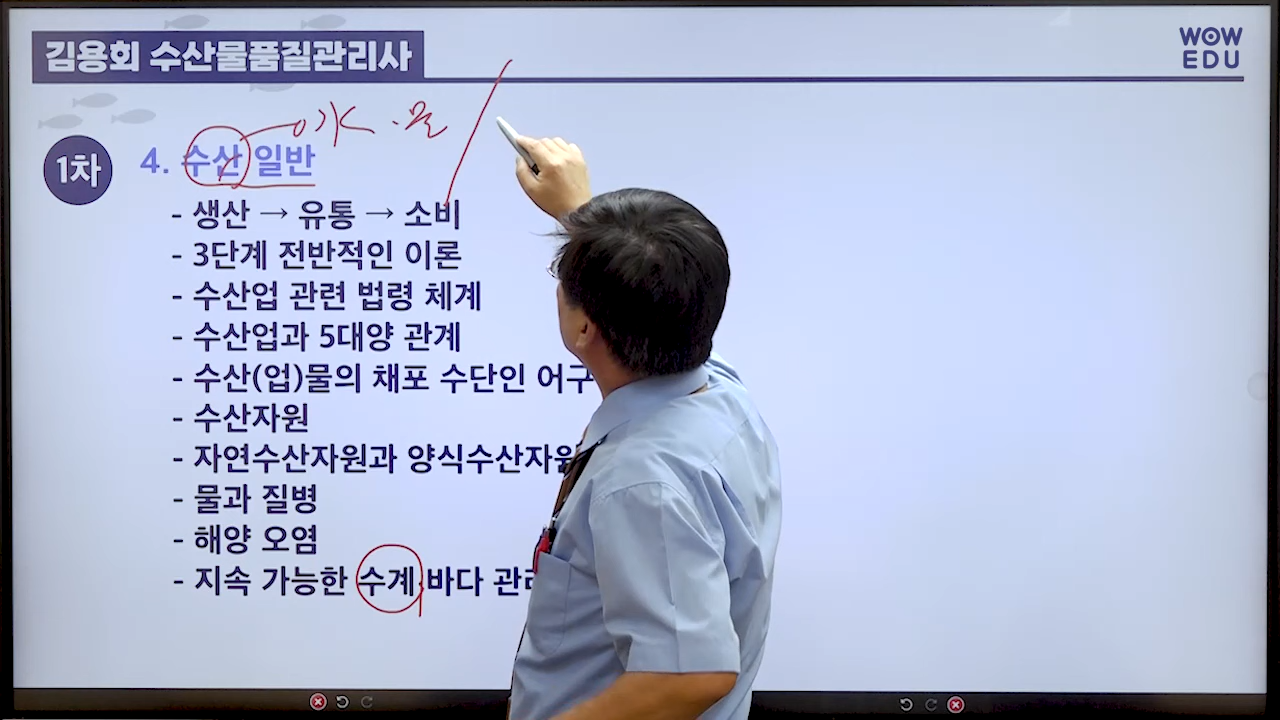 김용회 수산물품질관리사
WOW
EDU
水 · 물
1차
4. 수산 일반
- 생산 → 유통 → 소비
- 3단계 전반적인 이론
- 수산업 관련 법령 체계
- 수산업과 5대양 관계
- 수산(업)물의 채포 수단인 어구
- 수산자원
- 자연수산자원과 양식수산자원
- 물과 질병
- 해양 오염
- 지속 가능한 수계, 바다 관리